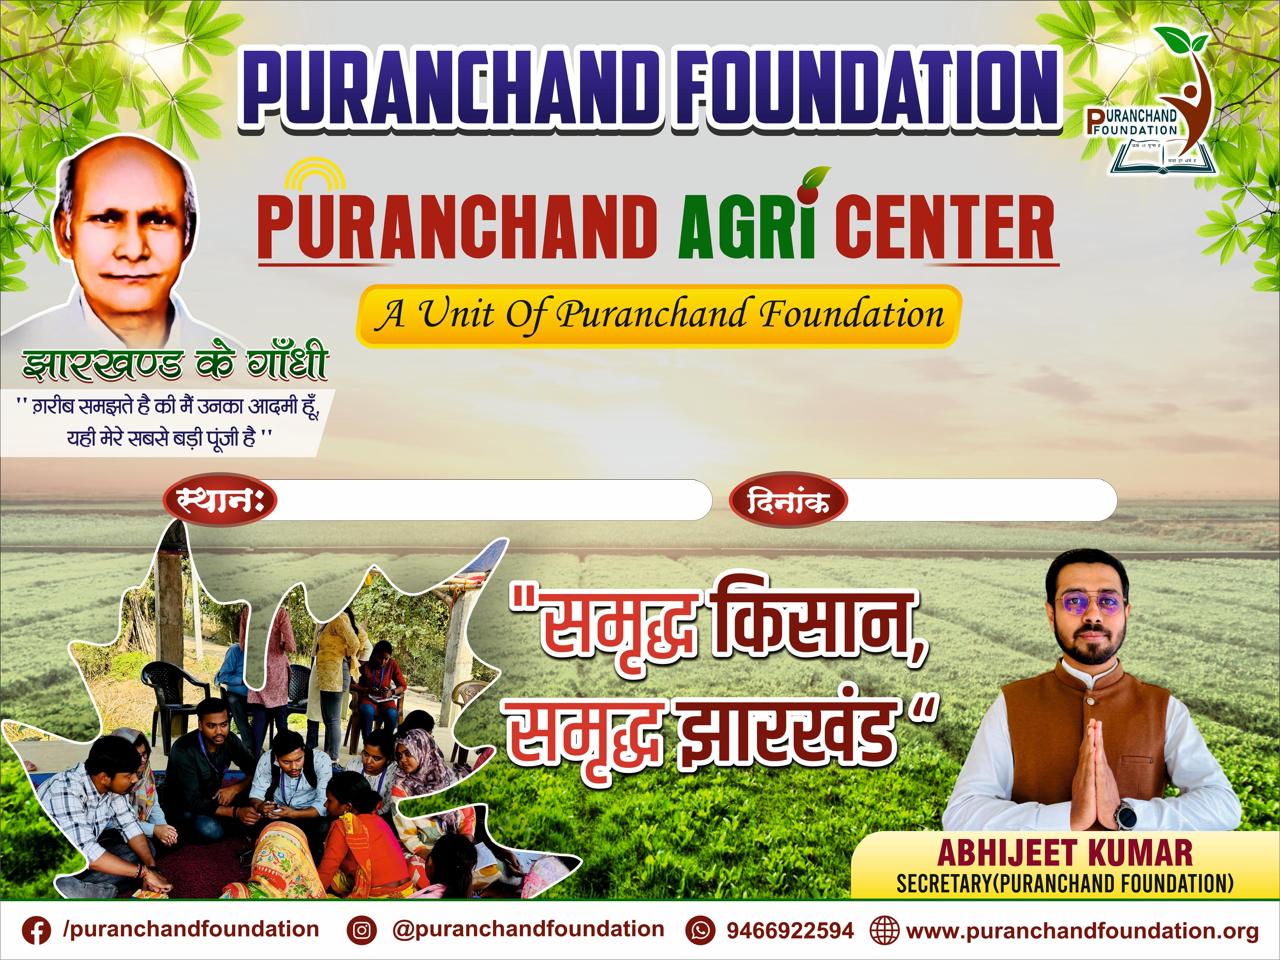 PURANCHAND FOUNDATION
PURANCHAND
FOUNDATION
PURANCHAND AGRI CENTER
A Unit Of Puranchand Foundation
झारखण्ड के गाँधी
'' ग़रीब समझते है की मैं उनका आदमी हूँ,
यही मेरे सबसे बड़ी पूंजी है ''
स्थान:
दिनांक
"समृद्ध किसान,
समृद्ध झारखंड “
ABHIJEET KUMAR
SECRETARY(PURANCHAND FOUNDATION)
/puranchandfoundation
@puranchandfoundation
9466922594
www.puranchandfoundation.org